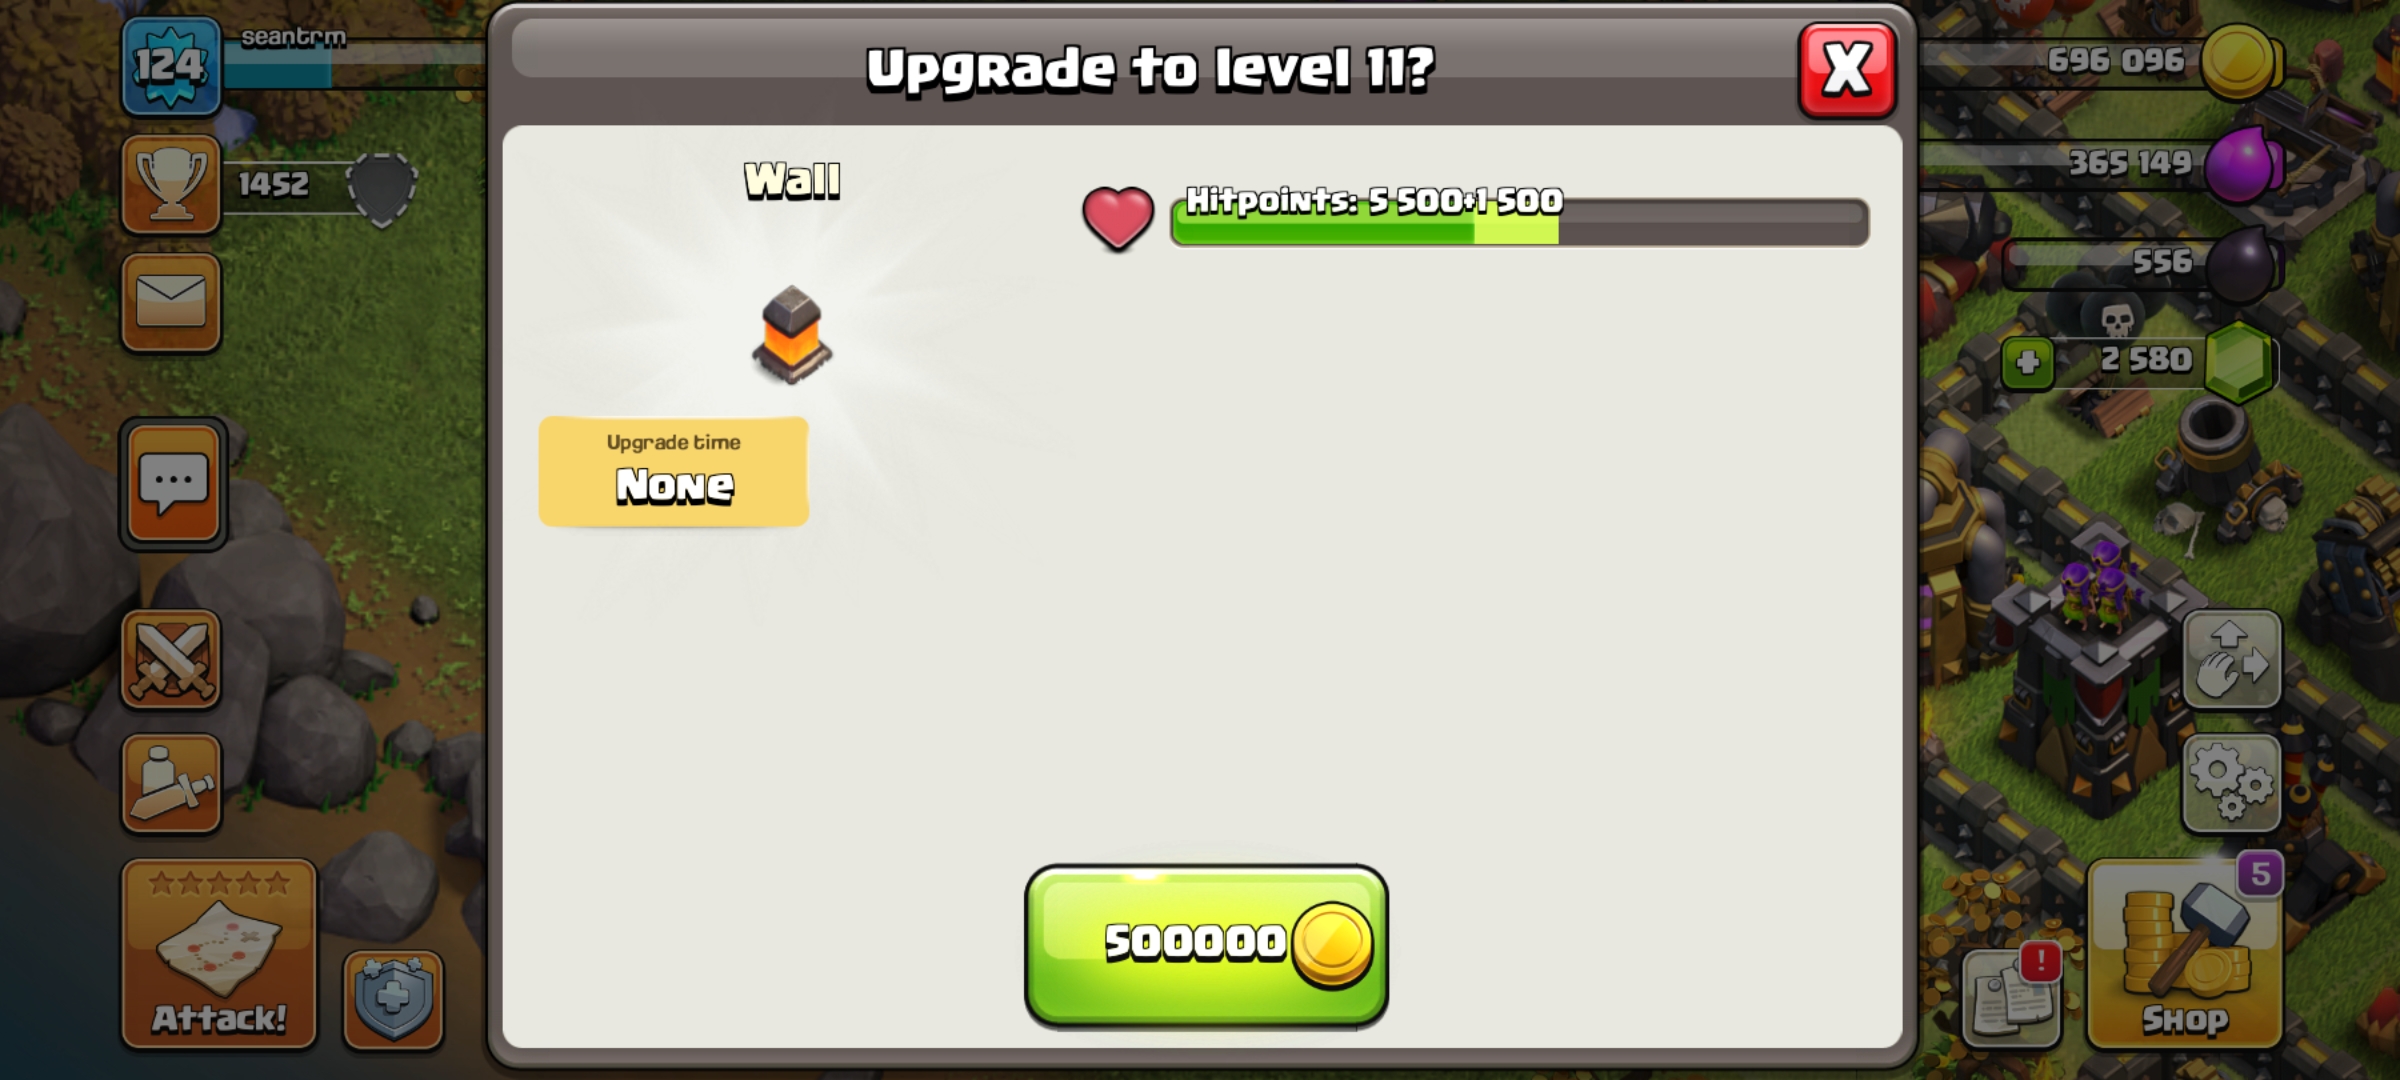 Upgrade to level 11?
X
124
seantrm
1452
Wall
Hitpoints: 5 500+1 500
696 096
365 149
556
2 580
Upgrade time
None
500000
Attack!
5
!
Shop